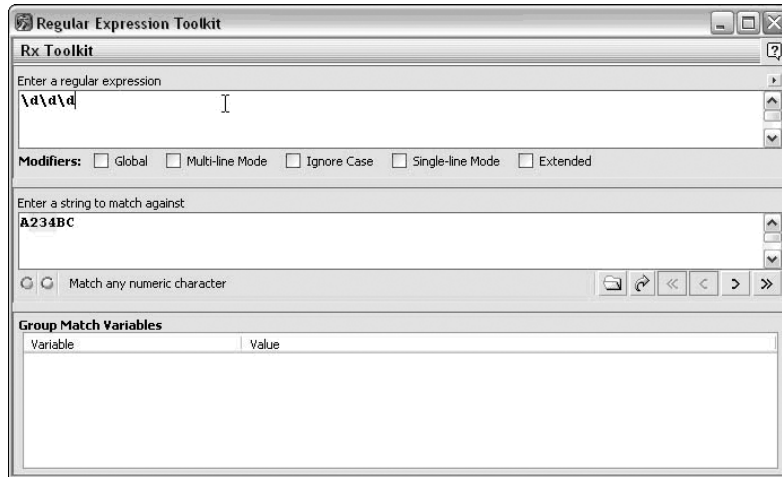 Regular Expression Toolkit
Rx Toolkit
Enter a regular expression
\d\d\d
Modifiers: Global Multi-line Mode Ignore Case Single-line Mode Extended
Enter a string to match against
A234BC
Match any numeric character
Group Match Variables
Variable Value